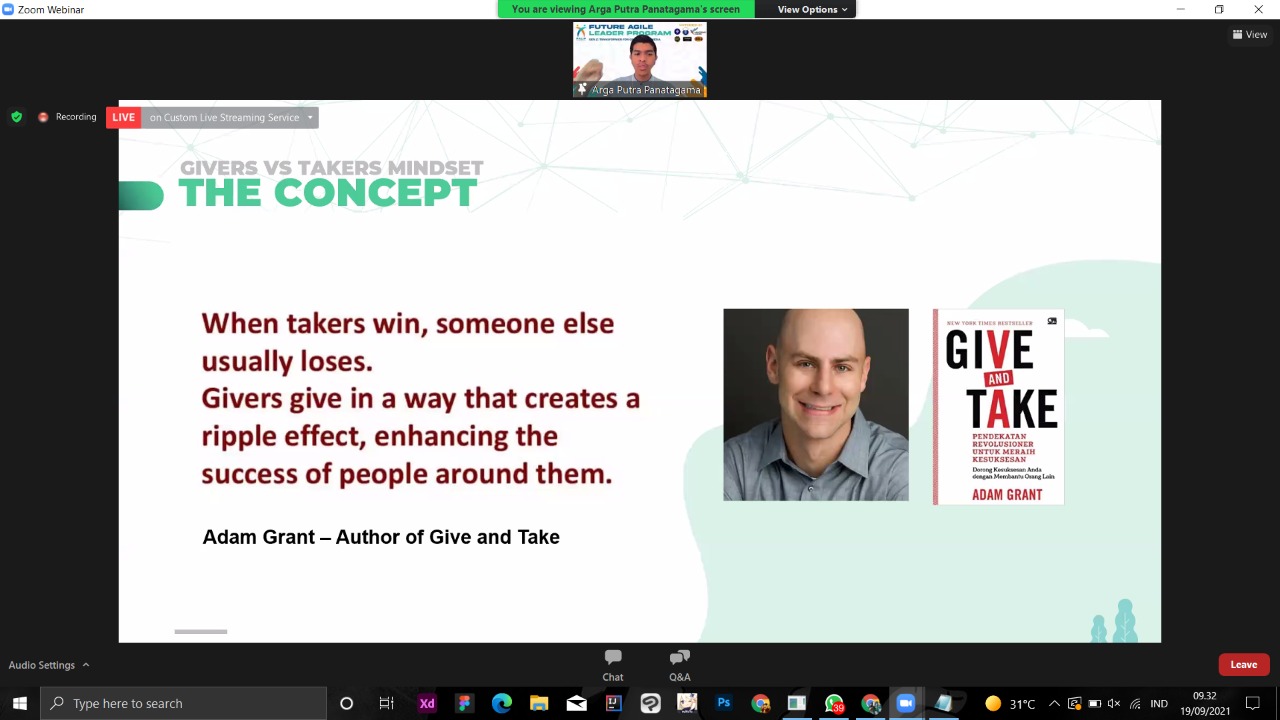 Zoom Webinar
You are viewing Arga Putra Panatagama's screen
View Options
FUTURE AGILE
LEADER PROGRAM
View
Arga Putra Panatagama
Recording
LIVE on Custom Live Streaming Service
GIVERS VS TAKERS MINDSET
THE CONCEPT
When takers win, someone else
usually loses.
Givers give in a way that creates a
ripple effect, enhancing the
success of people around them.
Adam Grant – Author of Give and Take
NEW YORK TIMES BESTSELLER
GIVE
AND
TAKE
PENDEKATAN
REVOLUSIONER
UNTUK MERAIH
KESUKSESAN
Dorong Kesuksesan Anda
dengan Membantu Orang Lain
ADAM GRANT
Audio Settings
Chat
Q&A
Leave
Type here to search
Xd
Ps
39
31°C
IND
09.32
19/09/2021